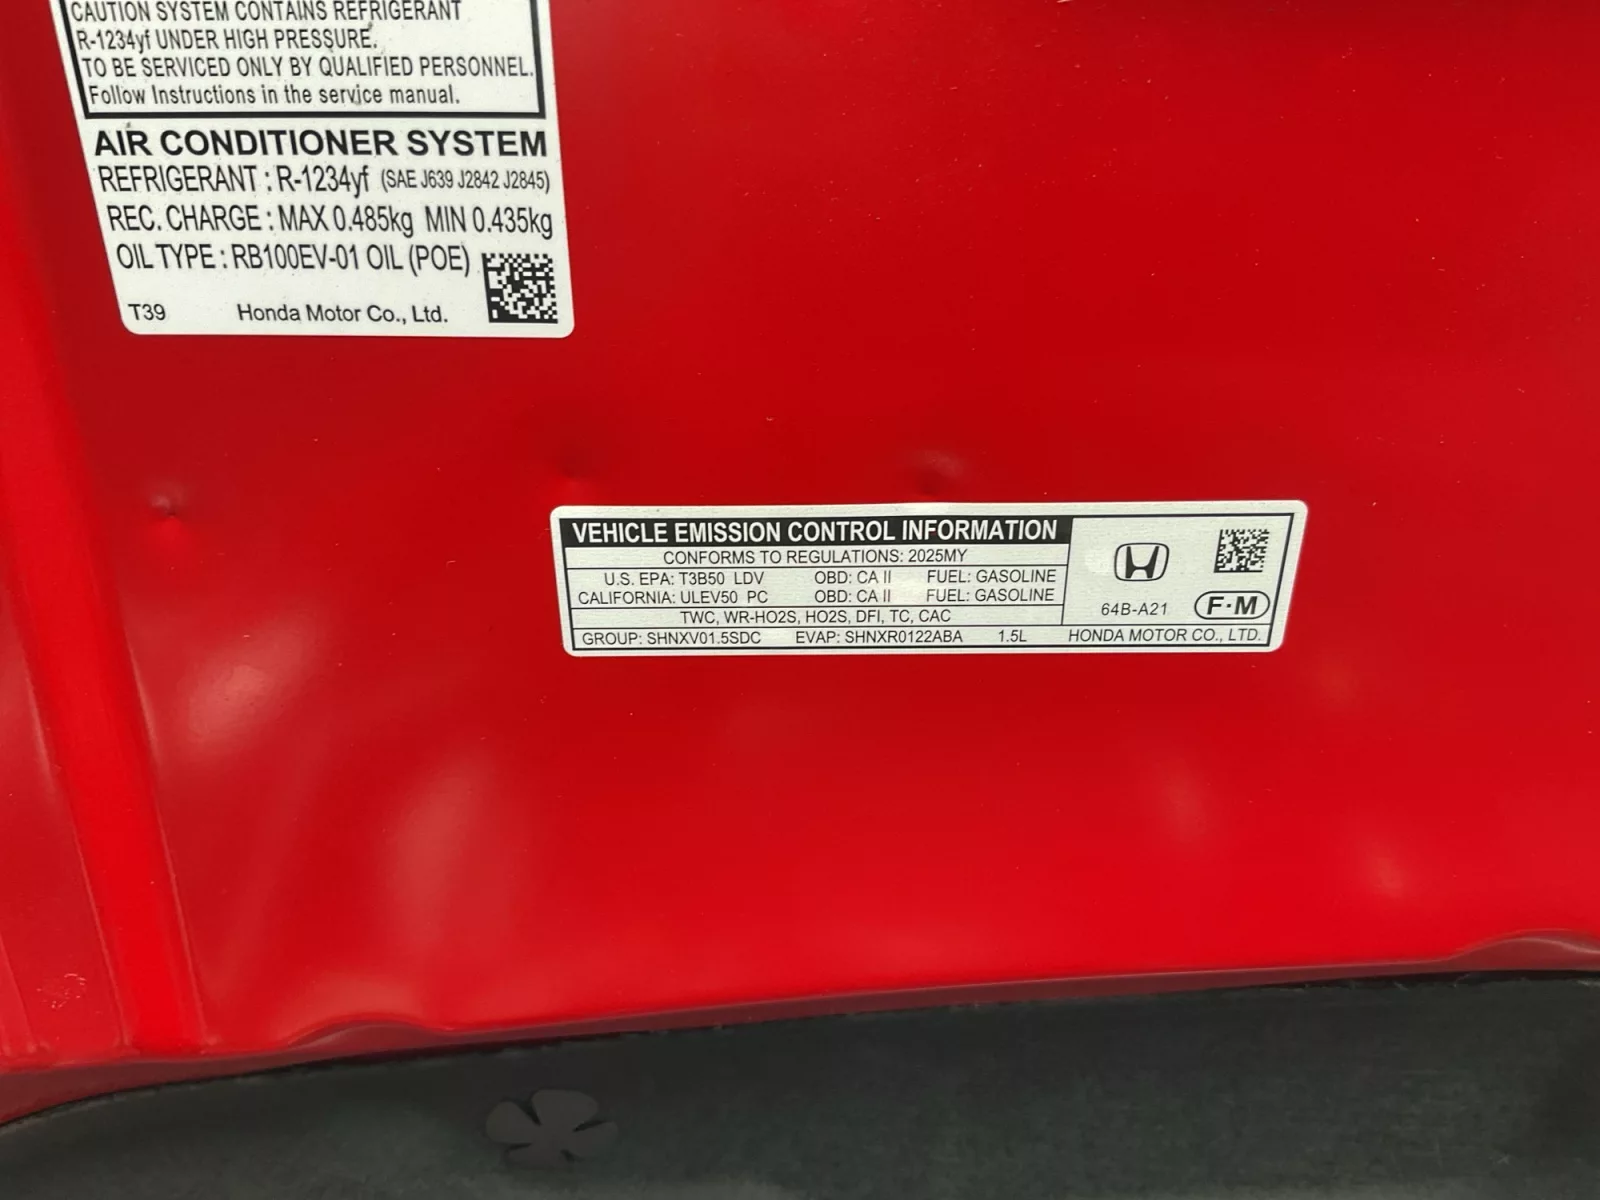 CAUTION SYSTEM CONTAINS REFRIGERANT
R-1234yf UNDER HIGH PRESSURE.
TO BE SERVICED ONLY BY QUALIFIED PERSONNEL.
Follow Instructions in the service manual.
AIR CONDITIONER SYSTEM
REFRIGERANT : R-1234yf (SAE J639 J2842 J2845)
REC. CHARGE : MAX 0.485kg MIN 0.435kg
OIL TYPE : RB100EV-01 OIL (POE)
T39 Honda Motor Co., Ltd.
VEHICLE EMISSION CONTROL INFORMATION
CONFORMS TO REGULATIONS: 2025MY
U.S. EPA: T3B50 LDV OBD: CA II FUEL: GASOLINE
CALIFORNIA: ULEV50 PC OBD: CA II FUEL: GASOLINE
TWC, WR-HO2S, HO2S, DFI, TC, CAC
GROUP: SHNXV01.5SDC EVAP: SHNXR0122ABA 1.5L
64B-A21 F·M
HONDA MOTOR CO., LTD.